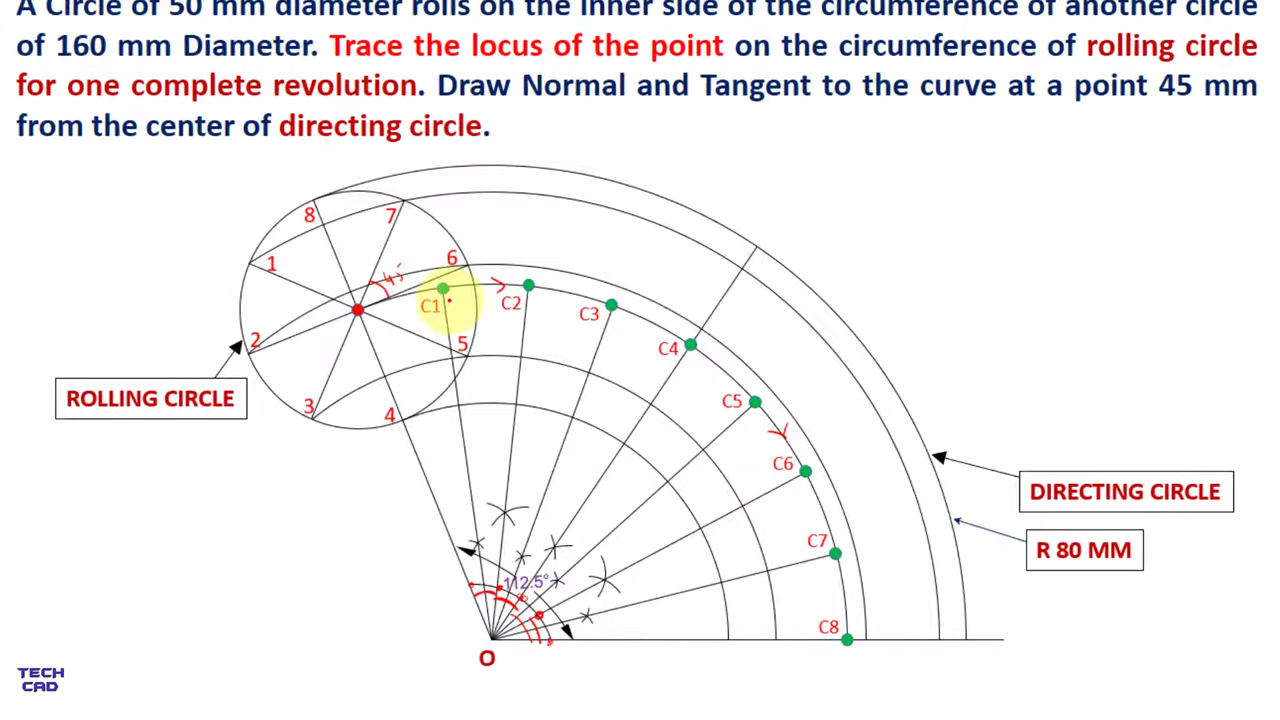 A Circle of 50 mm diameter rolls on the inner side of the circumference of another circle
of 160 mm Diameter. Trace the locus of the point on the circumference of rolling circle
for one complete revolution. Draw Normal and Tangent to the curve at a point 45 mm
from the center of directing circle.
8
7
6
1
45
C1
C2
C3
2
5
C4
ROLLING CIRCLE
3
4
C5
C6
DIRECTING CIRCLE
C7
R 80 MM
112.5°
C8
O
TECH
CAD